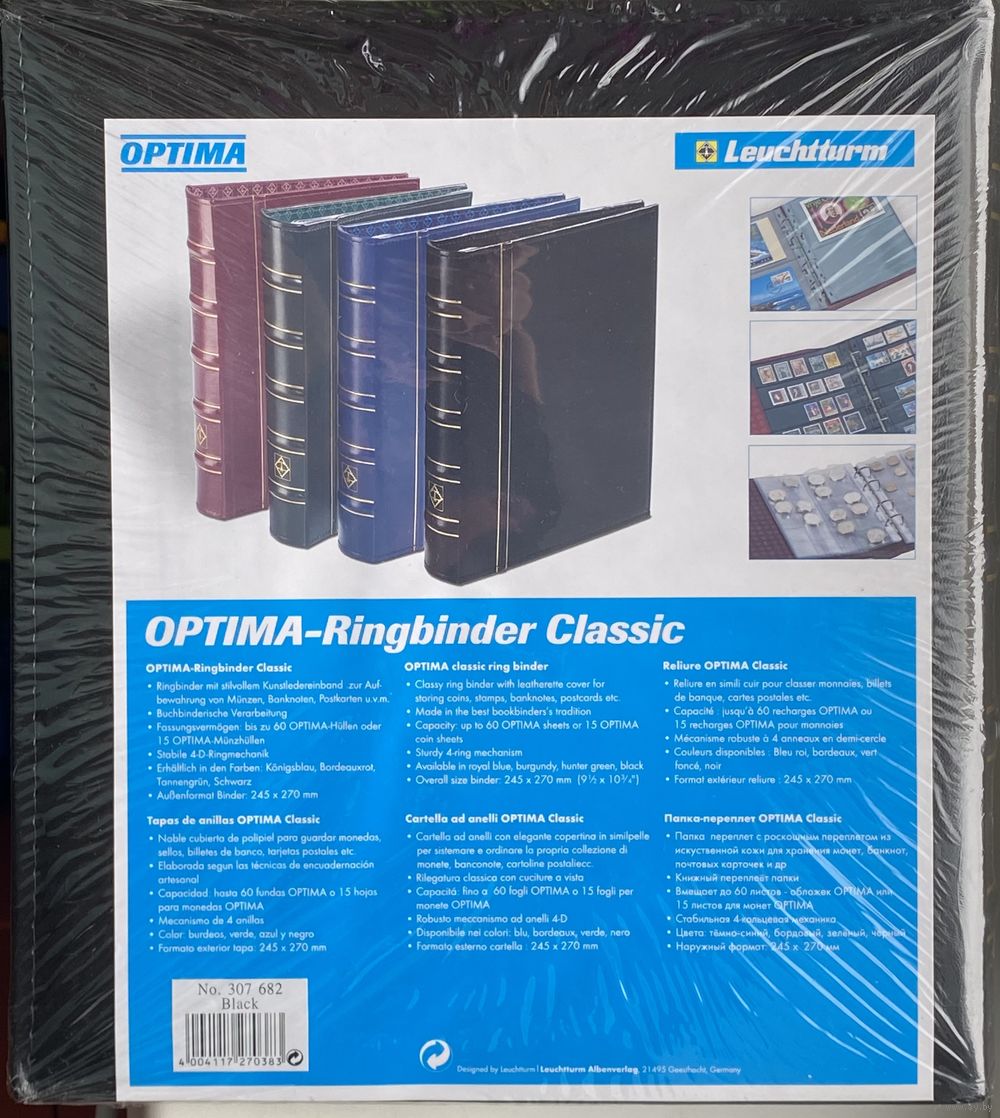 OPTIMA
Leuchtturm
OPTIMA-Ringbinder Classic
OPTIMA-Ringbinder Classic
• Ringbinder mit stilvollem Kunstledereinband zur Auf-
bewahrung von Münzen, Banknoten, Postkarten u.v.m.
• Buchbinderische Verarbeitung
• Fassungsvermögen: bis zu 60 OPTIMA-Hüllen oder
15 OPTIMA-Münzhüllen
• Stabile 4-D-Ringmechanik
• Erhältlich in den Farben: Königsblau, Bordeauxrot,
Tannengrün, Schwarz
• Außenformat Binder: 245 x 270 mm
OPTIMA classic ring binder
• Classy ring binder with leatherette cover for
storing coins, stamps, banknotes, postcards etc.
• Made in the best bookbinders's tradition
• Capacity: up to 60 OPTIMA sheets or 15 OPTIMA
coin sheets
• Sturdy 4-ring mechanism
• Available in royal blue, burgundy, hunter green, black
• Overall size binder: 245 x 270 mm (9½ x 10¾")
Reliure OPTIMA Classic
• Reliure en simili cuir pour classer monnaies, billets
de banque, cartes postales etc.
• Capacité : jusqu'à 60 recharges OPTIMA ou
15 recharges OPTIMA pour monnaies
• Mécanisme robuste à 4 anneaux en demi-cercle
• Couleurs disponibles : Bleu roi, bordeaux, vert
foncé, noir
• Format extérieur reliure : 245 x 270 mm
Tapas de anillas OPTIMA Classic
• Noble cubierta de polipiel para guardar monedas,
sellos, billetes de banco, tarjetas postales etc.
• Elaborada segun las técnicas de encuadernación
artesanal
• Capacidad: hasta 60 fundas OPTIMA o 15 hojas
para monedas OPTIMA
• Mecanismo de 4 anillas
• Color: burdeos, verde, azul y negro
• Formato exterior tapa: 245 x 270 mm
Cartella ad anelli OPTIMA Classic
• Cartella ad anelli con elegante copertina in similpelle
per sistemare e ordinare la propria collezione di
monete, banconote, cartoline postaliecc.
• Rilegatura classica con cuciture a vista
• Capacitá: fino a 60 fogli OPTIMA o 15 fogli per
monete OPTIMA
• Robusto meccanismo ad anelli 4-D
• Disponibile nei colori: blu, bordeaux, verde, nero
• Formato esterno cartella : 245 x 270 mm
Папка-переплет OPTIMA Classic
• Папка переплет с роскошным переплетом из
искуственной кожи для хранения монет, банкнот,
почтовых карточек и др
• Книжный переплеёт папки
• Вмещает до 60 листов - обложек OPTIMA или
15 листов для монет OPTIMA
• Стабильная 4-кольцевая механика
• Цвета: тёмно-синий, бордовый, зелёный, чёрный
• Наружный формат: 245 x 270 мм
No. 307 682
Black
4 004117 270383
Designed by Leuchtturm | Leuchtturm Albenverlag, 21495 Geesthacht, Germany